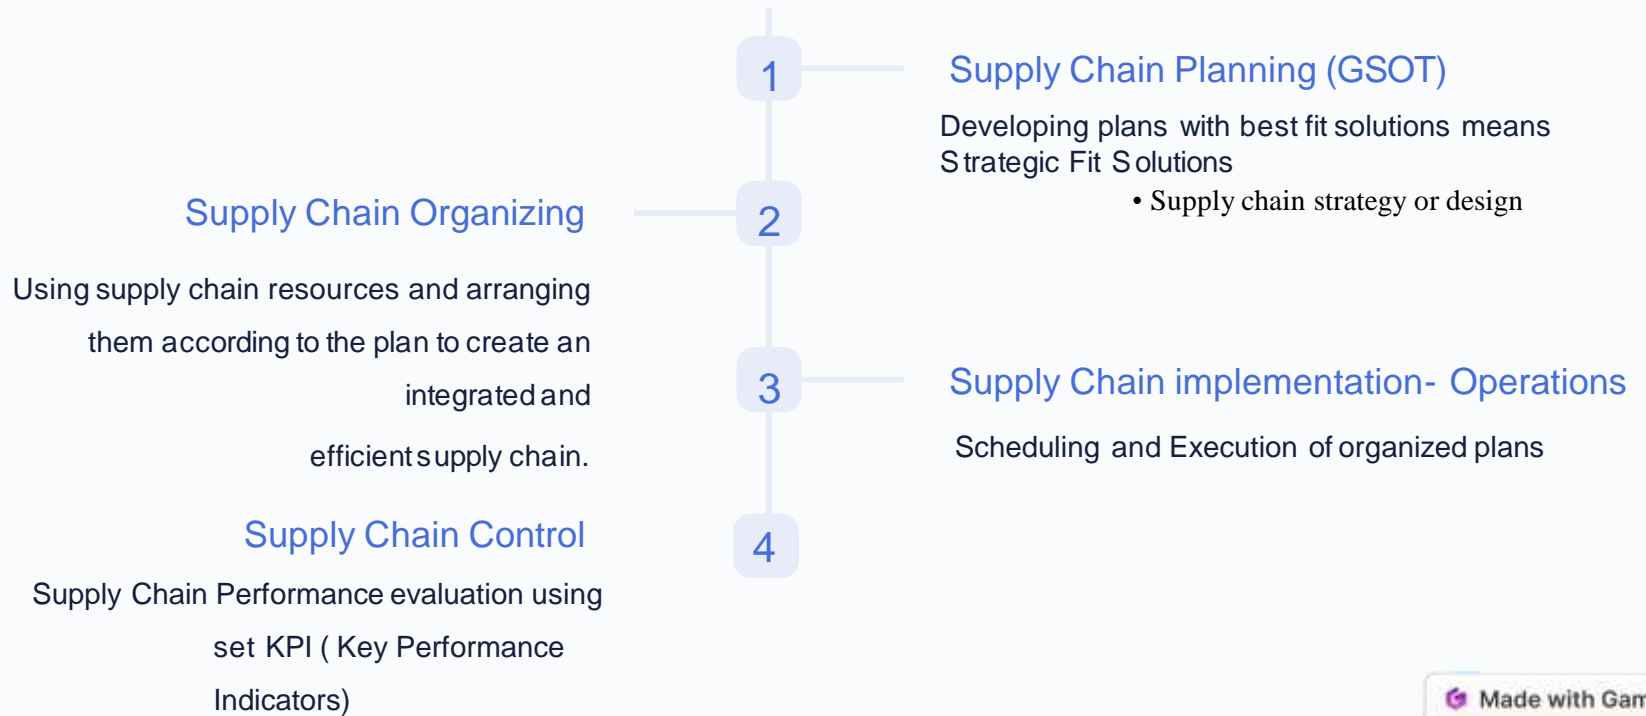 1
Supply Chain Planning (GSOT)
Developing plans with best fit solutions means
Strategic Fit Solutions
• Supply chain strategy or design
2
Supply Chain Organizing
Using supply chain resources and arranging
them according to the plan to create an
integrated and
efficient supply chain.
3
Supply Chain implementation- Operations
Scheduling and Execution of organized plans
4
Supply Chain Control
Supply Chain Performance evaluation using
set KPI ( Key Performance
Indicators)
Made with Gam